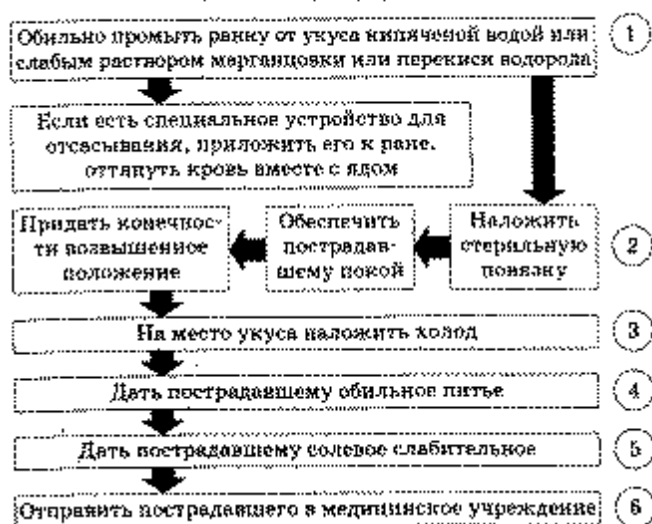 Обильно промыть ранку от укуса кипяченой водой или
слабым раствором марганцовки или перекиси водорода
1
Если есть специальное устройство для
отсасывания, приложить его к ране,
оттянуть кровь вместе с ядом
Придать конечнос-
ти возвышенное
положение
Обеспечить
пострадав-
шему покой
Наложить
стерильную
повязку
2
На место укуса наложить холод
3
Дать пострадавшему обильное питье
4
Дать пострадавшему солевое слабительное
5
Отправить пострадавшего в медицинское учреждение
6